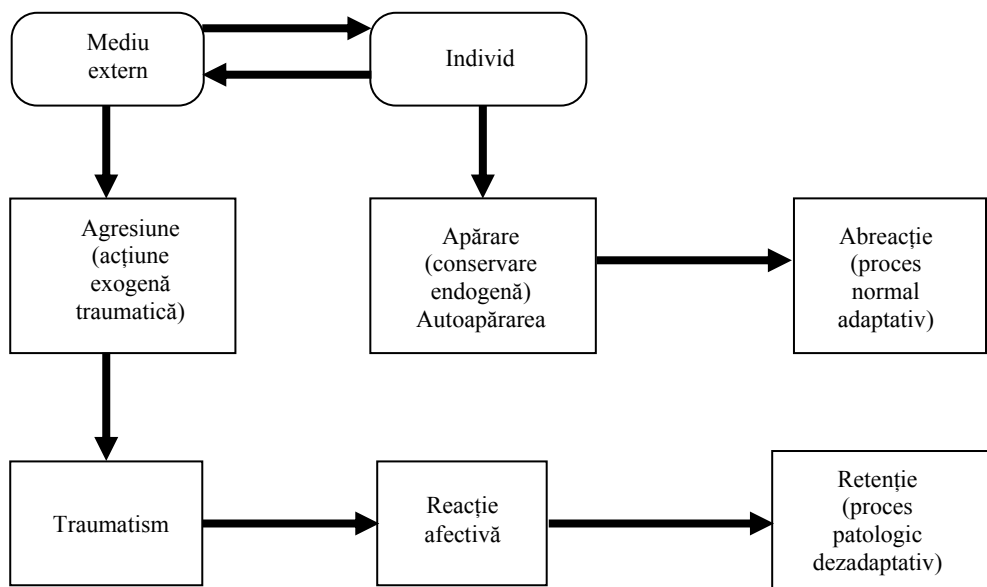 Mediu
extern
Individ
Agresiune
(acțiune
exogenă
traumatică)
Apărare
(conservare
endogenă)
Autoapărarea
Abreacție
(proces
normal
adaptativ)
Traumatism
Reacție
afectivă
Retenție
(proces
patologic
dezadaptativ)